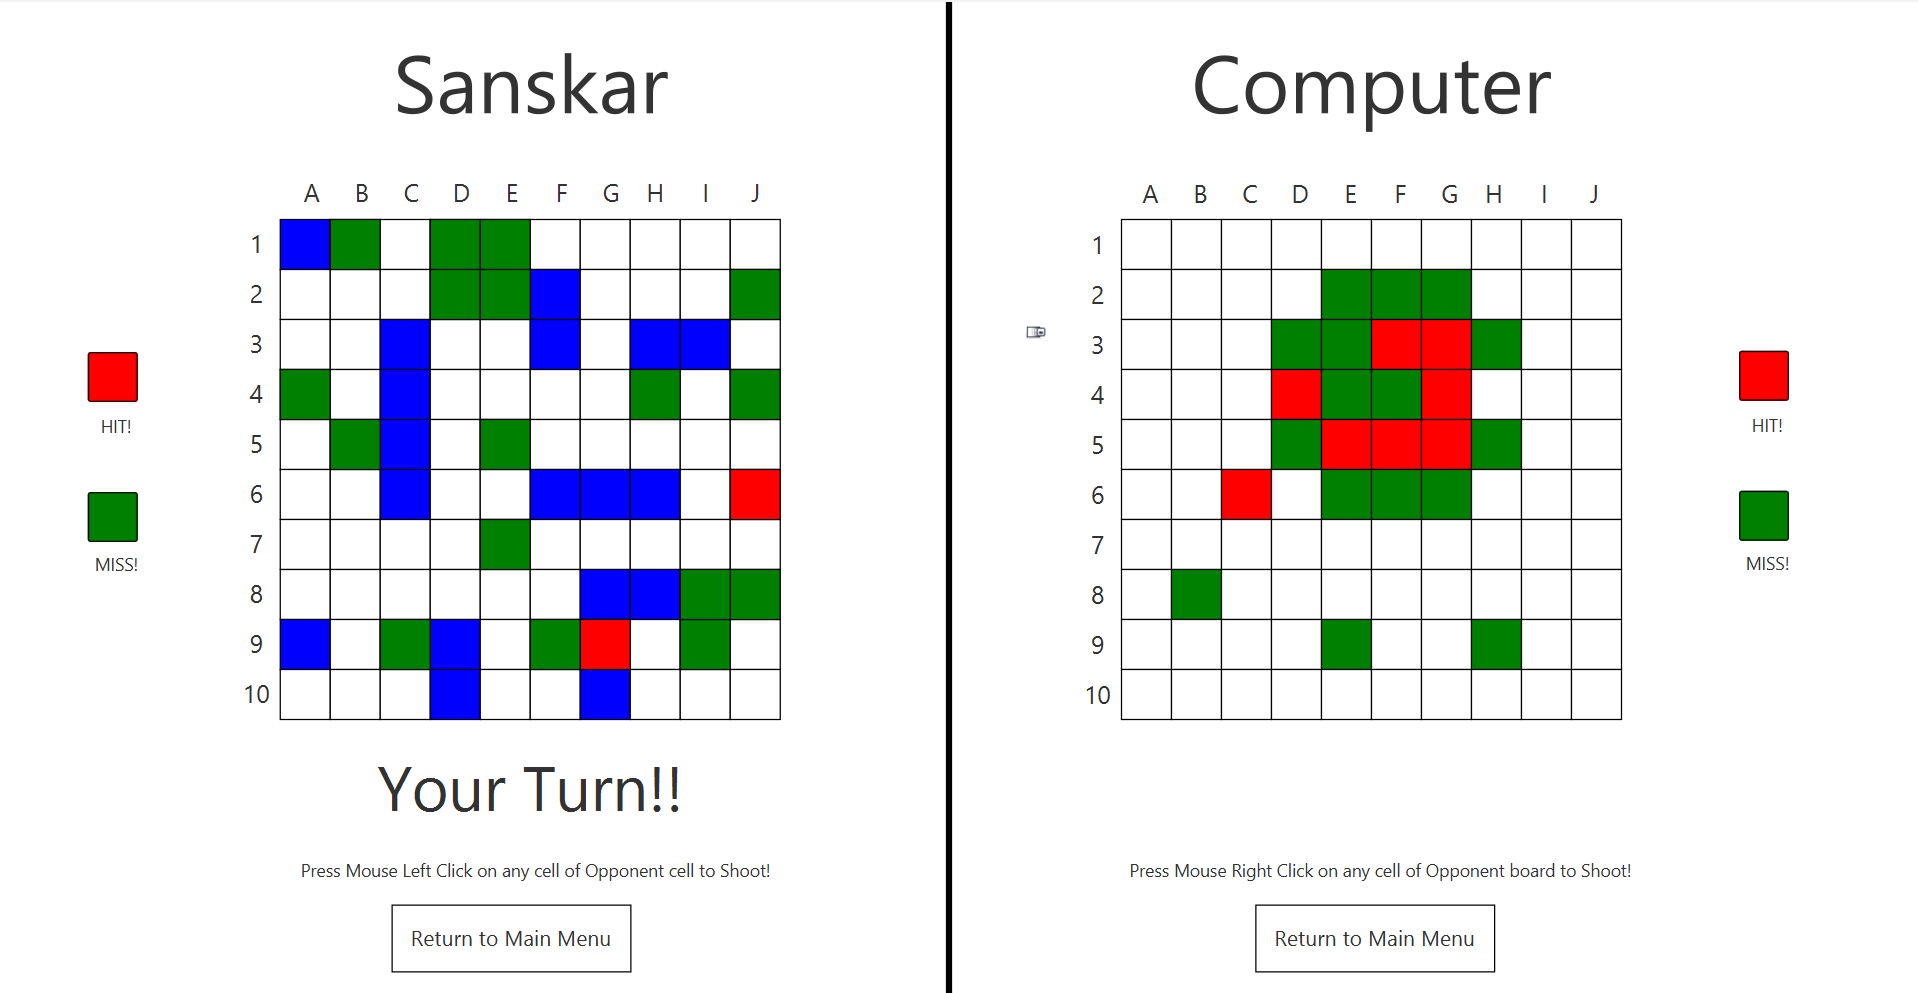 Sanskar
A B C D E F G H I J
1
2
3
4
5
6
7
8
9
10
HIT!
MISS!
Your Turn!!
Press Mouse Left Click on any cell of Opponent cell to Shoot!
Return to Main Menu
Computer
A B C D E F G H I J
1
2
3
4
5
6
7
8
9
10
HIT!
MISS!
Press Mouse Right Click on any cell of Opponent board to Shoot!
Return to Main Menu